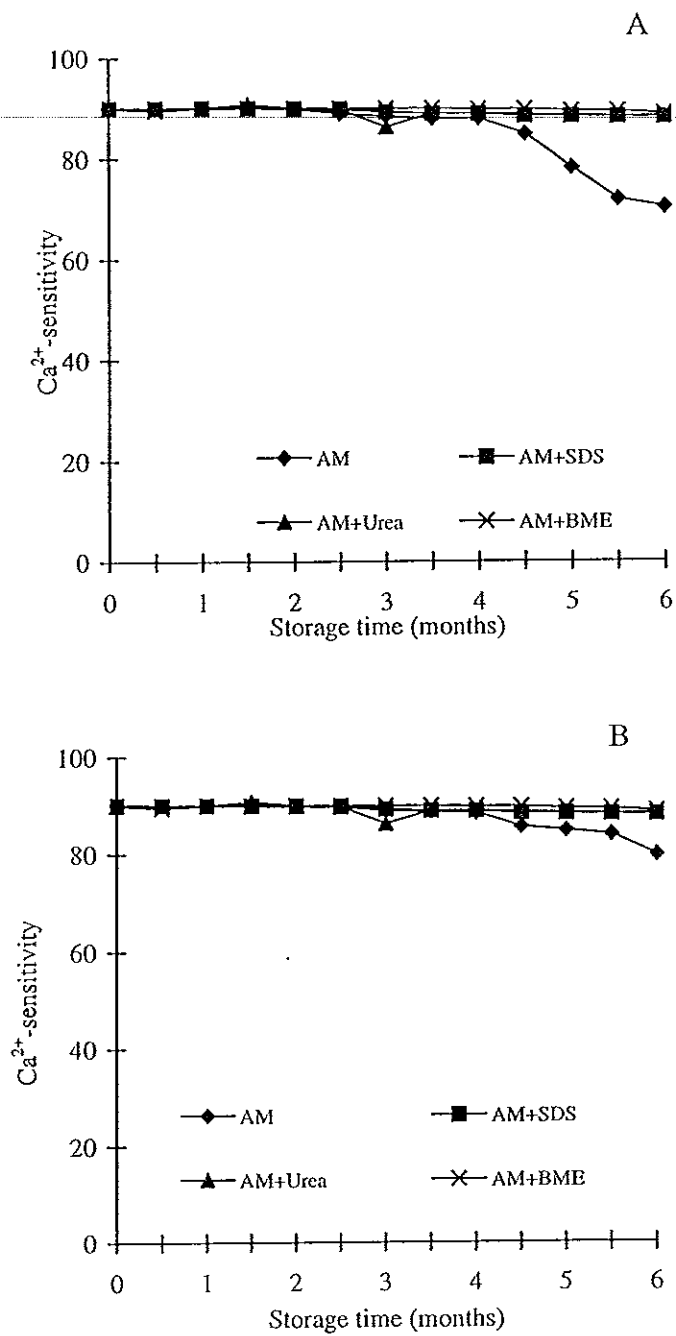 A
100
80
60
40
20
0
Ca²⁺-sensitivity
AM
AM+SDS
AM+Urea
AM+BME
0 1 2 3 4 5 6
Storage time (months)
B
100
80
60
40
20
0
Ca²⁺-sensitivity
AM
AM+SDS
AM+Urea
AM+BME
0 1 2 3 4 5 6
Storage time (months)